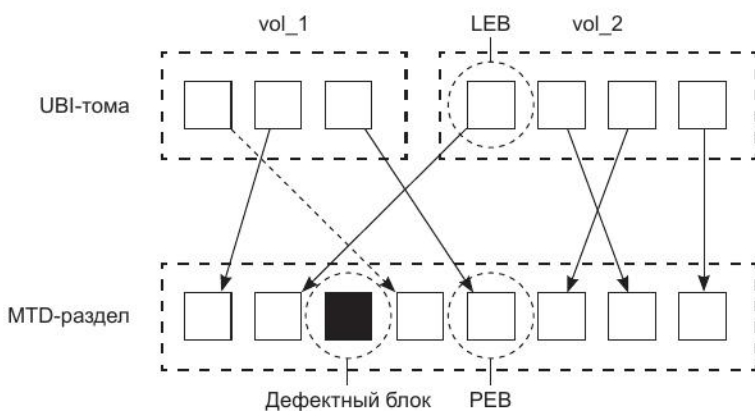 vol_1 LEB vol_2
UBI-тома
MTD-раздел
Дефектный блок PEB